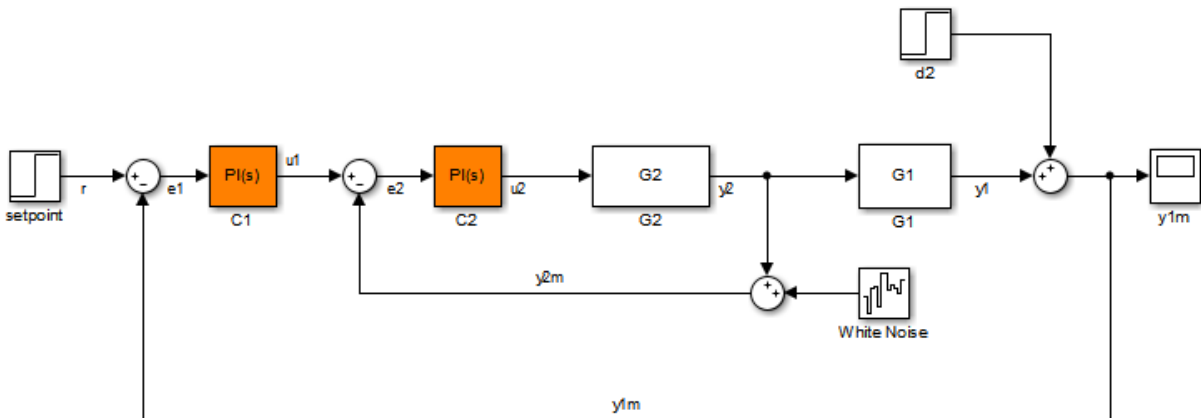 d2
setpoint
r
e1
PI(s)
C1
u1
e2
PI(s)
C2
u2
G2
G2
y2
G1
G1
y1
y1m
y2m
White Noise
y1m